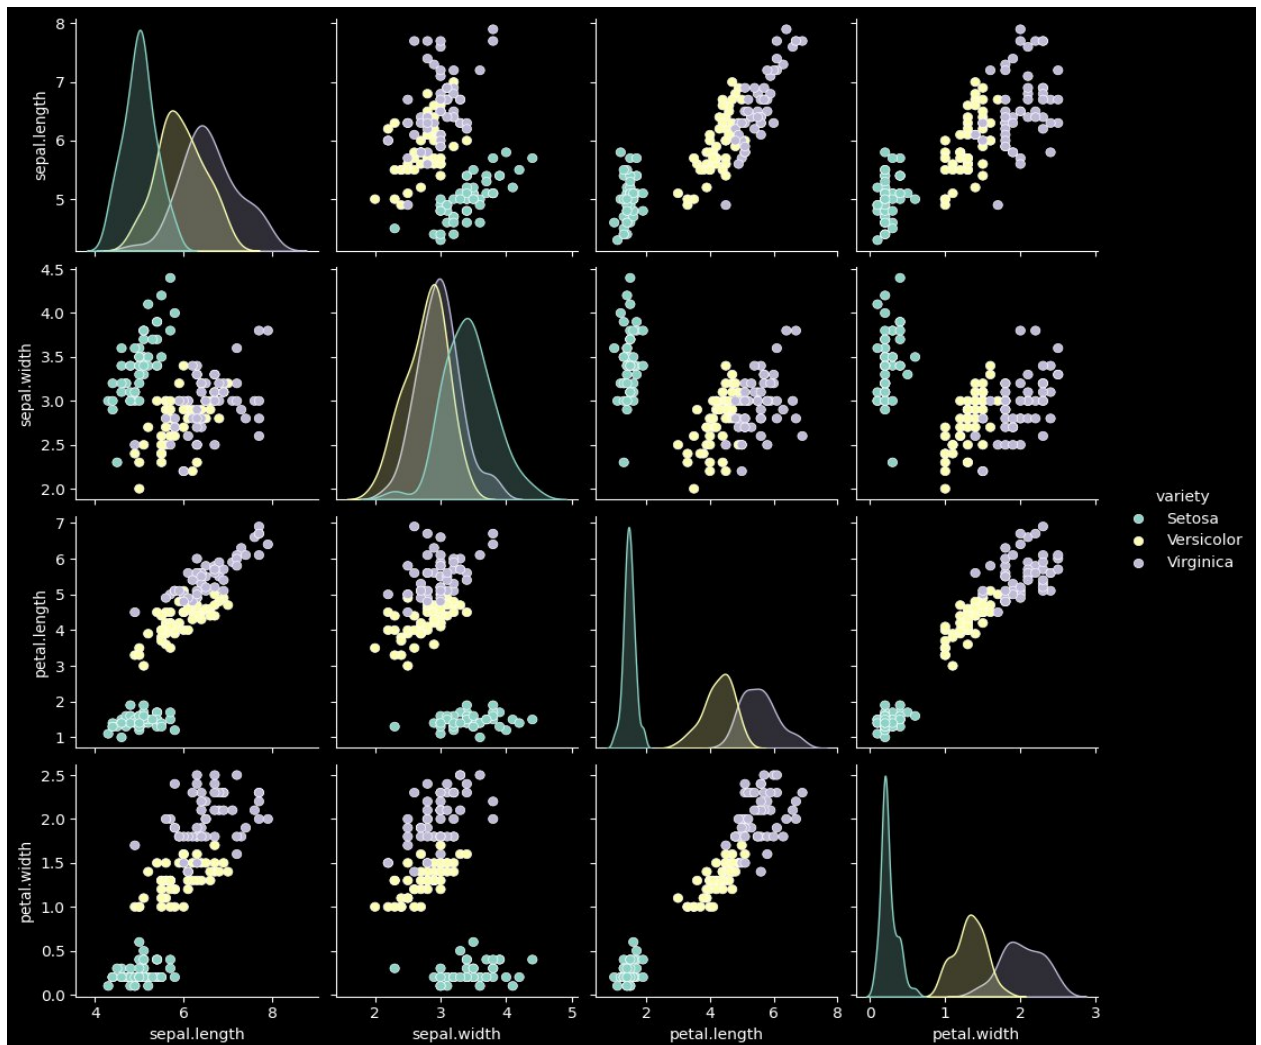 8
7
6
5
sepal.length
4.5
4.0
3.5
3.0
2.5
2.0
sepal.width
variety
Setosa
Versicolor
Virginica
7
6
5
4
3
2
1
petal.length
2.5
2.0
1.5
1.0
0.5
0.0
petal.width
4 6 8
2 3 4 5
2 4 6 8
0 1 2 3
sepal.length
sepal.width
petal.length
petal.width